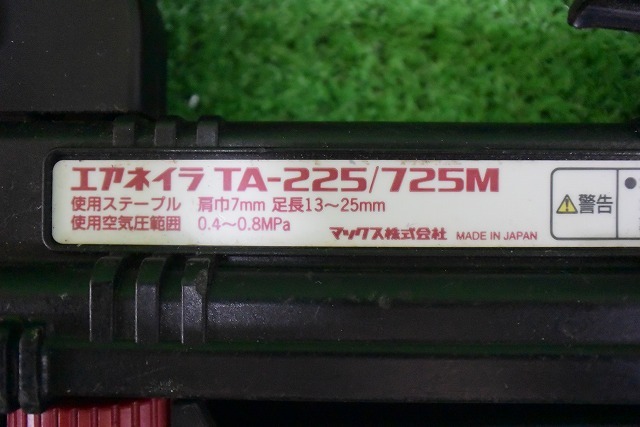 エアネイラ TA-225/725M
使用ステープル 肩巾7mm 足長13〜25mm
使用空気圧範囲 0.4〜0.8MPa
マックス株式会社 MADE IN JAPAN
⚠警告